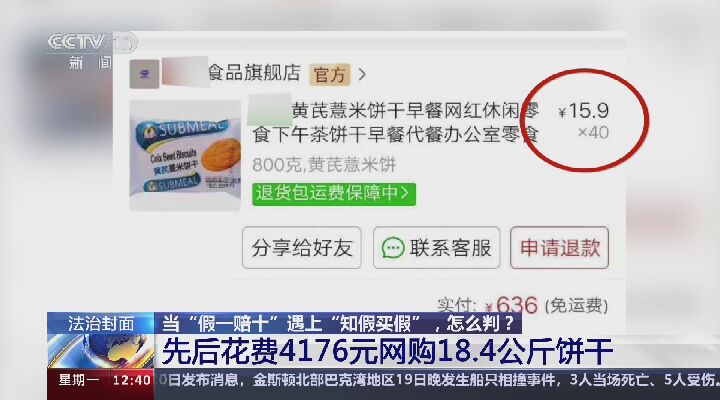 CCTV 13
新闻
食品旗舰店 官方 >
黄芪薏米饼干早餐网红休闲零 ¥15.9
食下午茶饼干早餐代餐办公室零食 ×40
800克,黄芪薏米饼
退货包运费保障中>
SUBMEAL
Coix Seed Biscuits
黄芪薏米饼干
SUBMEAL
分享给好友 联系客服 申请退款
实付: ¥636 (免运费)
法治封面 当“假一赔十”遇上“知假买假”，怎么判？
先后花费4176元网购18.4公斤饼干
星期一 12:40 0日发布消息，金斯顿北部巴克湾地区19日晚发生船只相撞事件，3人当场死亡、5人受伤。